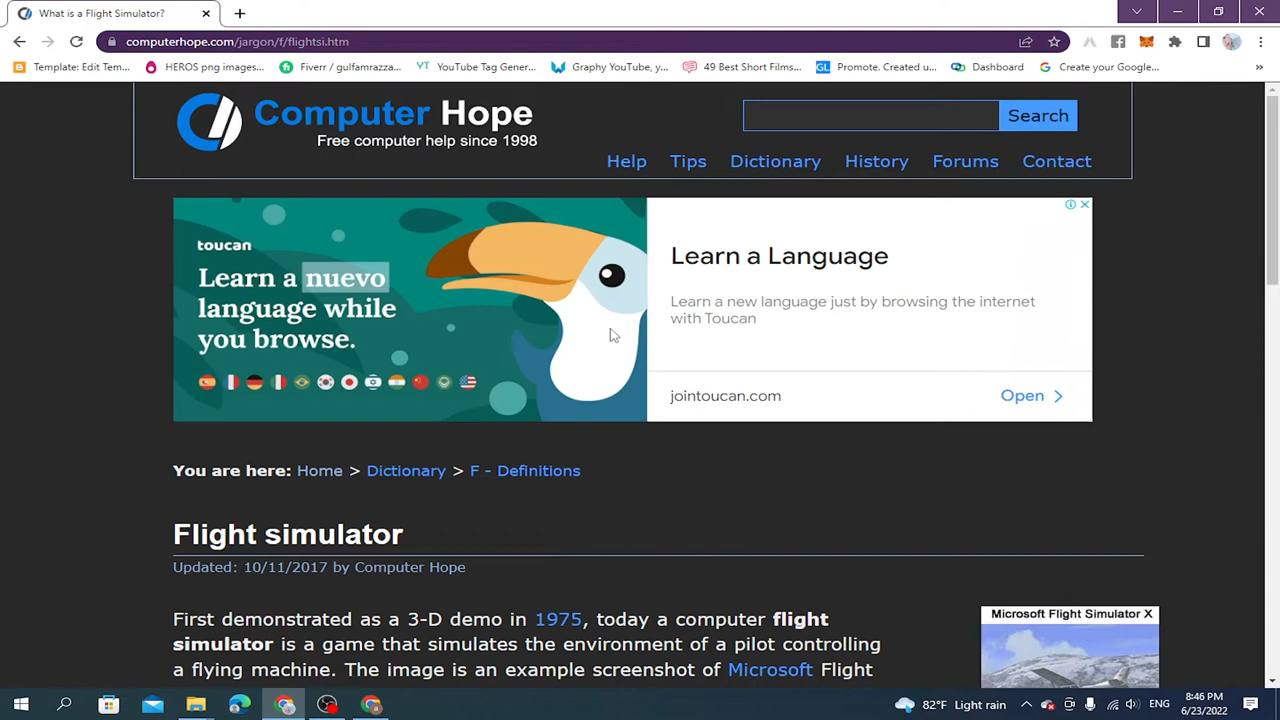 What is a Flight Simulator?
computerhope.com/jargon/f/flightsi.htm
Template: Edit Tem...
HEROS png images...
Fiverr / gulfamrazza...
YT
YouTube Tag Gener...
Graphy YouTube, y...
49 Best Short Films...
GL
Promote. Created u...
Dashboard
Create your Google...
»
Computer Hope
Free computer help since 1998
Search
Help Tips Dictionary History Forums Contact
toucan
Learn a nuevo
language while
you browse.
Learn a Language
Learn a new language just by browsing the internet
with Toucan
jointoucan.com
Open >
You are here: Home > Dictionary > F - Definitions
Flight simulator
Updated: 10/11/2017 by Computer Hope
First demonstrated as a 3-D demo in 1975, today a computer flight
simulator is a game that simulates the environment of a pilot controlling
a flying machine. The image is an example screenshot of Microsoft Flight
Microsoft Flight Simulator X
82°F Light rain
ENG
8:46 PM
6/23/2022